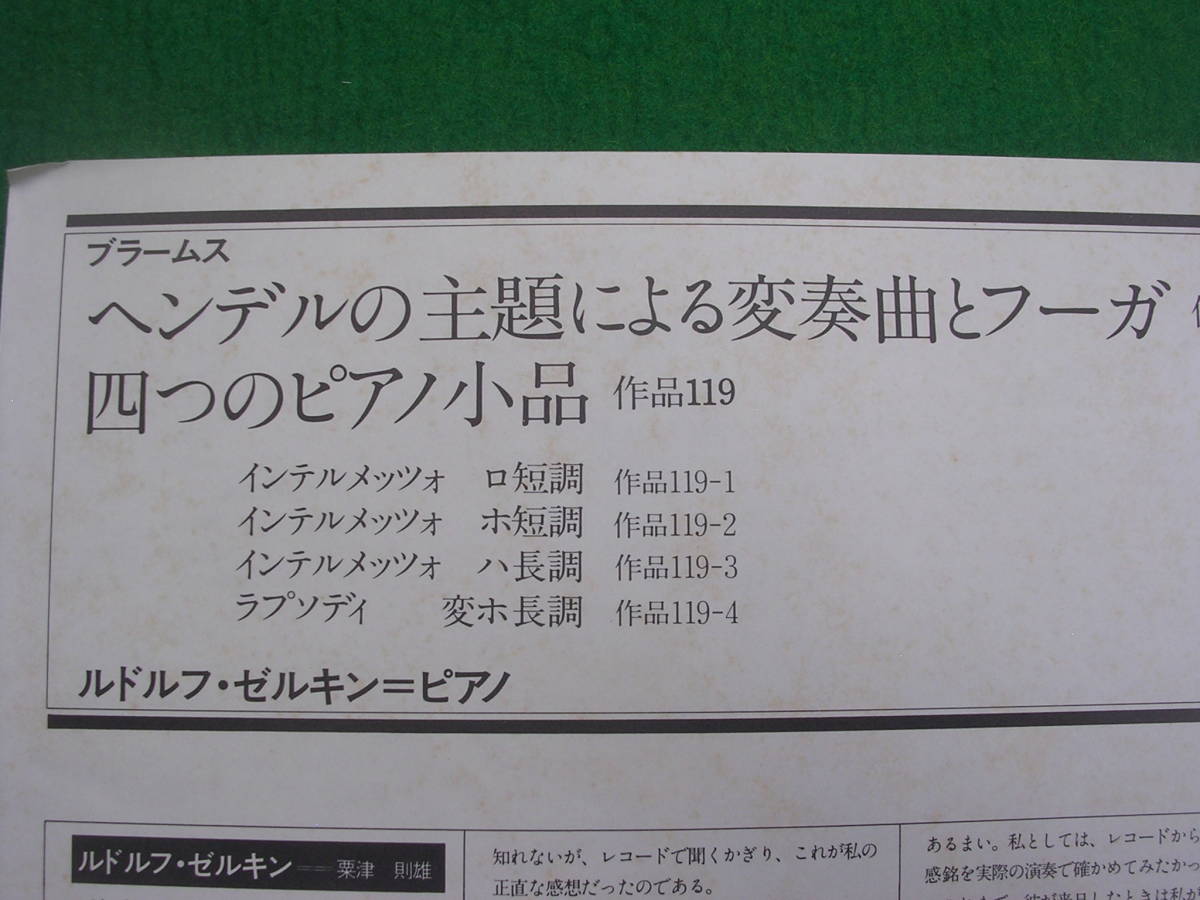 ブラームス
ヘンデルの主題による変奏曲とフーガ
四つのピアノ小品 作品119
インテルメッツォ ロ短調 作品119-1
インテルメッツォ ホ短調 作品119-2
インテルメッツォ ハ長調 作品119-3
ラプソディ 変ホ長調 作品119-4
ルドルフ・ゼルキン=ピアノ
ルドルフ・ゼルキン――粟津 則雄
知れないが、レコードで聞くかぎり、これが私の
正直な感想だったのである。
あるまい。私としては、レコードから
感銘を実際の演奏で確かめてみたかっ